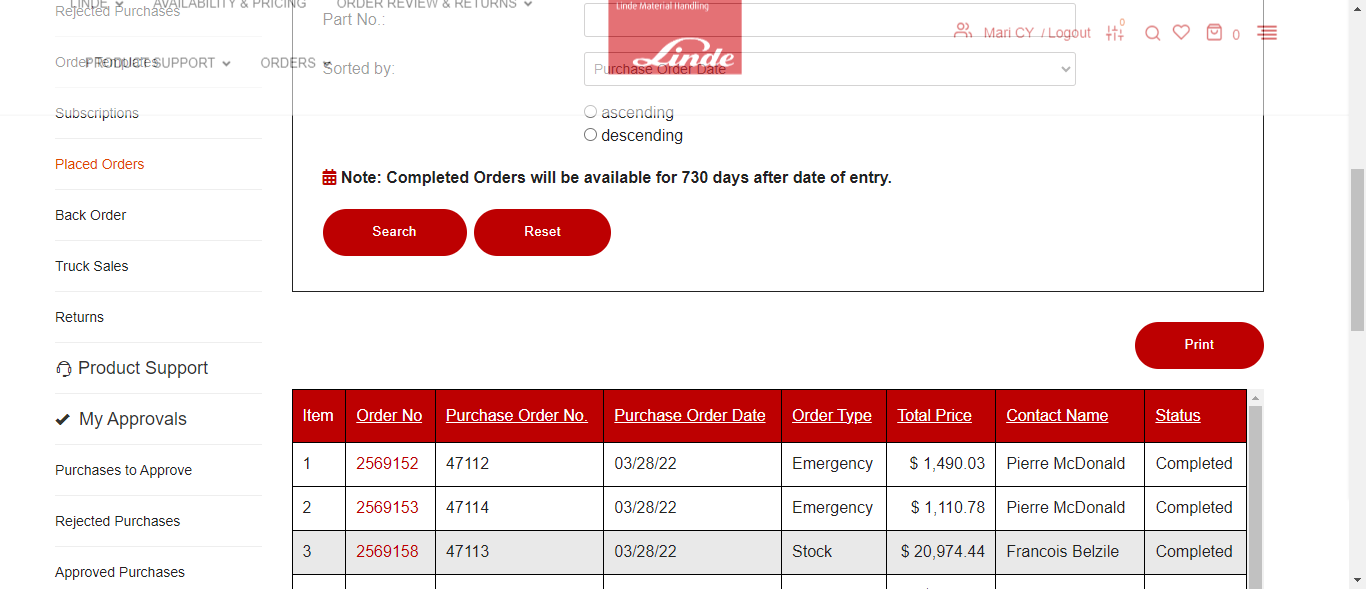 LINDE
AVAILABILITY & PRICING
ORDER REVIEW & RETURNS
Linde Material Handling
Linde
Mari CY / Logout
0
0
PRODUCT SUPPORT
ORDERS
Rejected Purchases
Order Templates
Subscriptions
Placed Orders
Back Order
Truck Sales
Returns
Product Support
My Approvals
Purchases to Approve
Rejected Purchases
Approved Purchases
Part No.:
Sorted by:
Purchase Order Date
ascending
descending
Note: Completed Orders will be available for 730 days after date of entry.
Search Reset
Print
Item Order No Purchase Order No. Purchase Order Date Order Type Total Price Contact Name Status
1 2569152 47112 03/28/22 Emergency $ 1,490.03 Pierre McDonald Completed
2 2569153 47114 03/28/22 Emergency $ 1,110.78 Pierre McDonald Completed
3 2569158 47113 03/28/22 Stock $ 20,974.44 Francois Belzile Completed